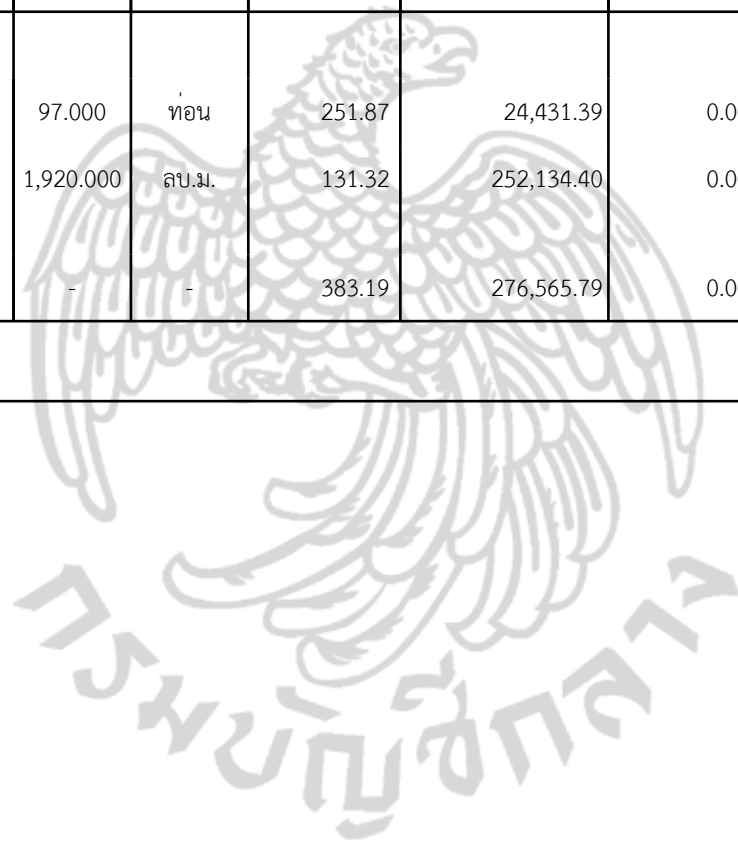 97.000 ท่อน 251.87 24,431.39 0.0
1,920.000 ลบ.ม. 131.32 252,134.40 0.0
- - 383.19 276,565.79 0.0
กรมบัญชีกลาง